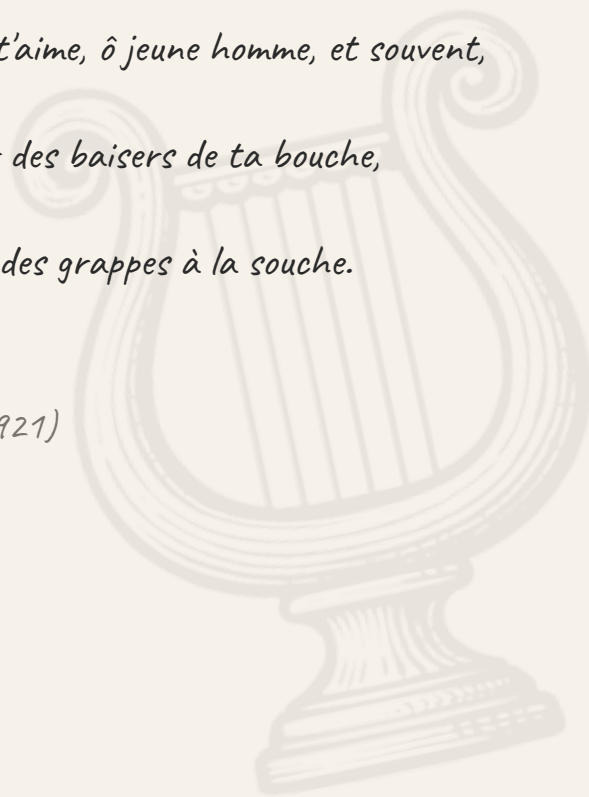 t'aime, ô jeune homme, et souvent,
des baisers de ta bouche,
des grappes à la souche.
921)